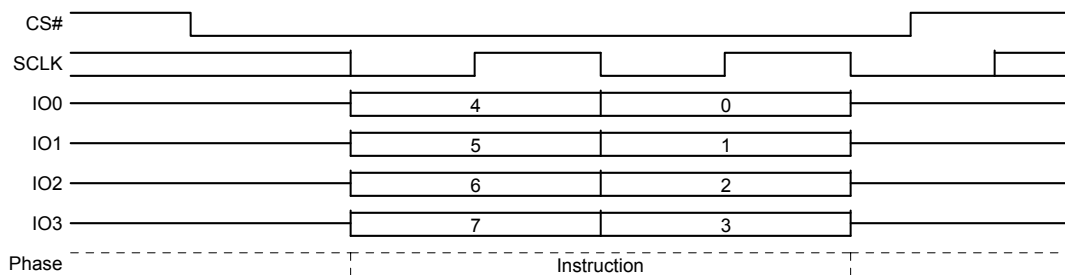 CS#
SCLK
IO0 4 0
IO1 5 1
IO2 6 2
IO3 7 3
Phase Instruction